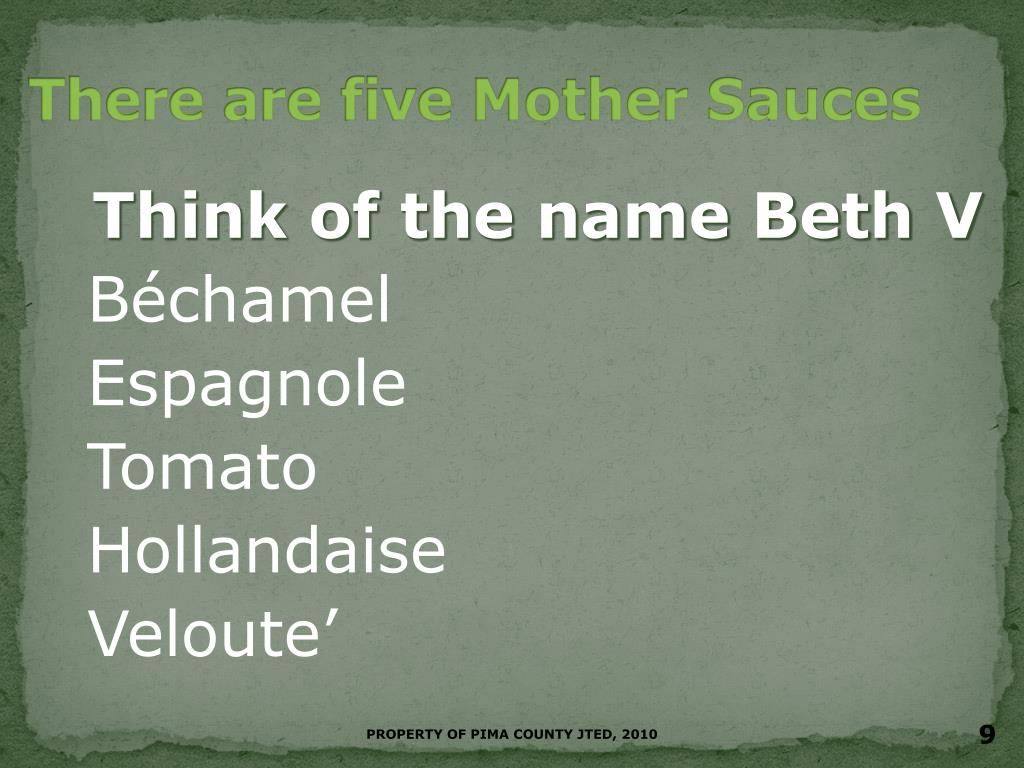 There are five Mother Sauces
Think of the name Beth V
Béchamel
Espagnole
Tomato
Hollandaise
Veloute’
PROPERTY OF PIMA COUNTY JTED, 2010
9